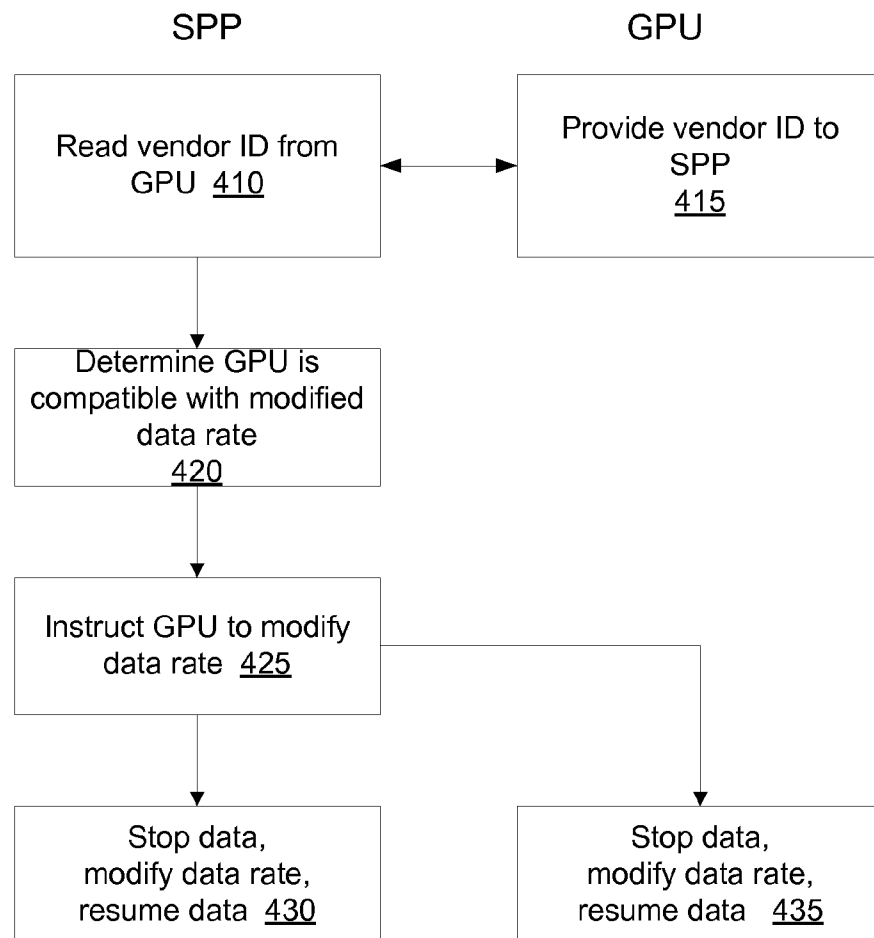 SPP
GPU
Read vendor ID from
GPU 410
Provide vendor ID to
SPP
415
Determine GPU is
compatible with modified
data rate
420
Instruct GPU to modify
data rate 425
Stop data,
modify data rate,
resume data 430
Stop data,
modify data rate,
resume data 435